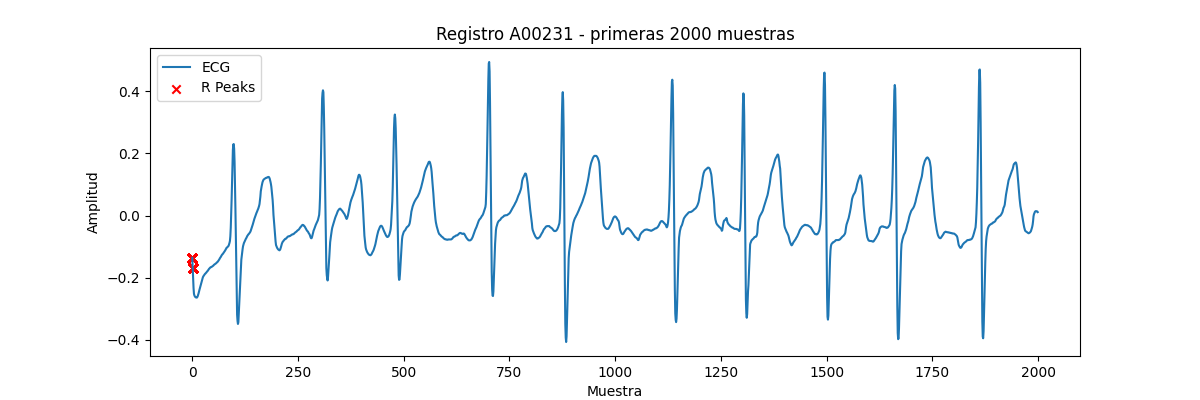 Registro A00231 - primeras 2000 muestras
ECG
R Peaks
Amplitud
0.4
0.2
0.0
−0.2
−0.4
0 250 500 750 1000 1250 1500 1750 2000
Muestra